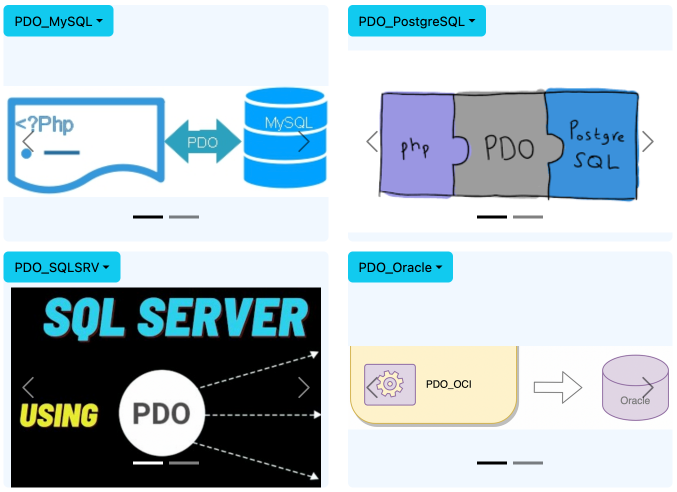 PDO_MySQL
<?Php
PDO
MySQL
PDO_PostgreSQL
php
PDO
Postgre
SQL
PDO_SQLSRV
SQL SERVER
USING
PDO
PDO_Oracle
PDO_OCI
Oracle